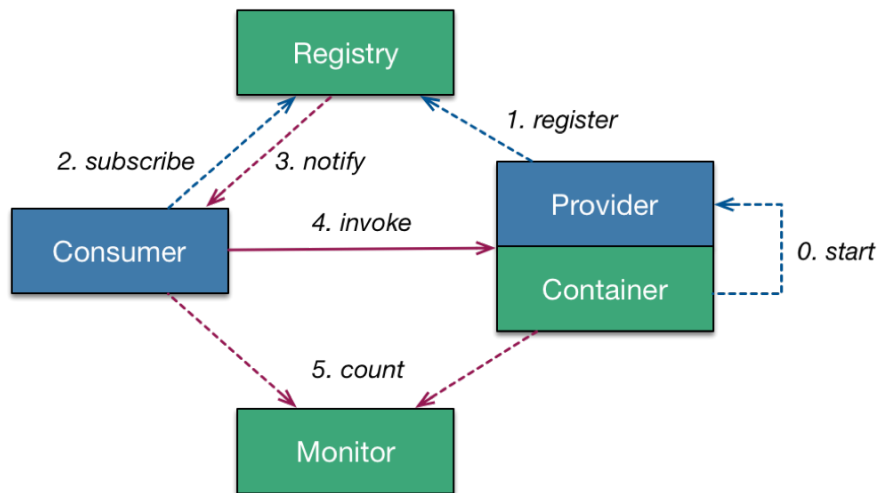 Registry
1. register
2. subscribe
3. notify
Provider
4. invoke
Consumer
0. start
Container
5. count
Monitor